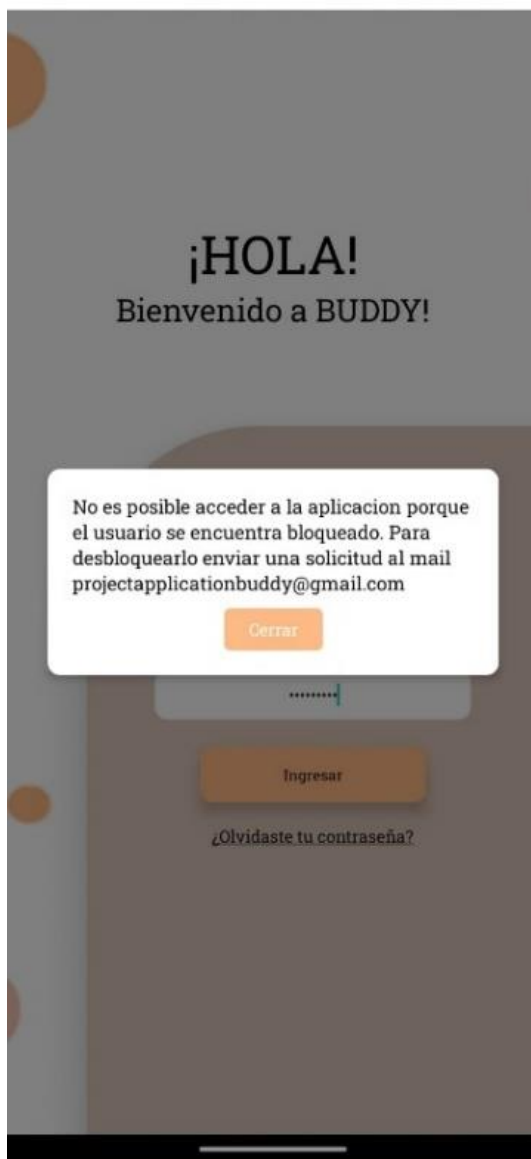 ¡HOLA!
Bienvenido a BUDDY!
No es posible acceder a la aplicacion porque
el usuario se encuentra bloqueado. Para
desbloquearlo enviar una solicitud al mail
projectapplicationbuddy@gmail.com
Cerrar
Ingresar
¿Olvidaste tu contraseña?